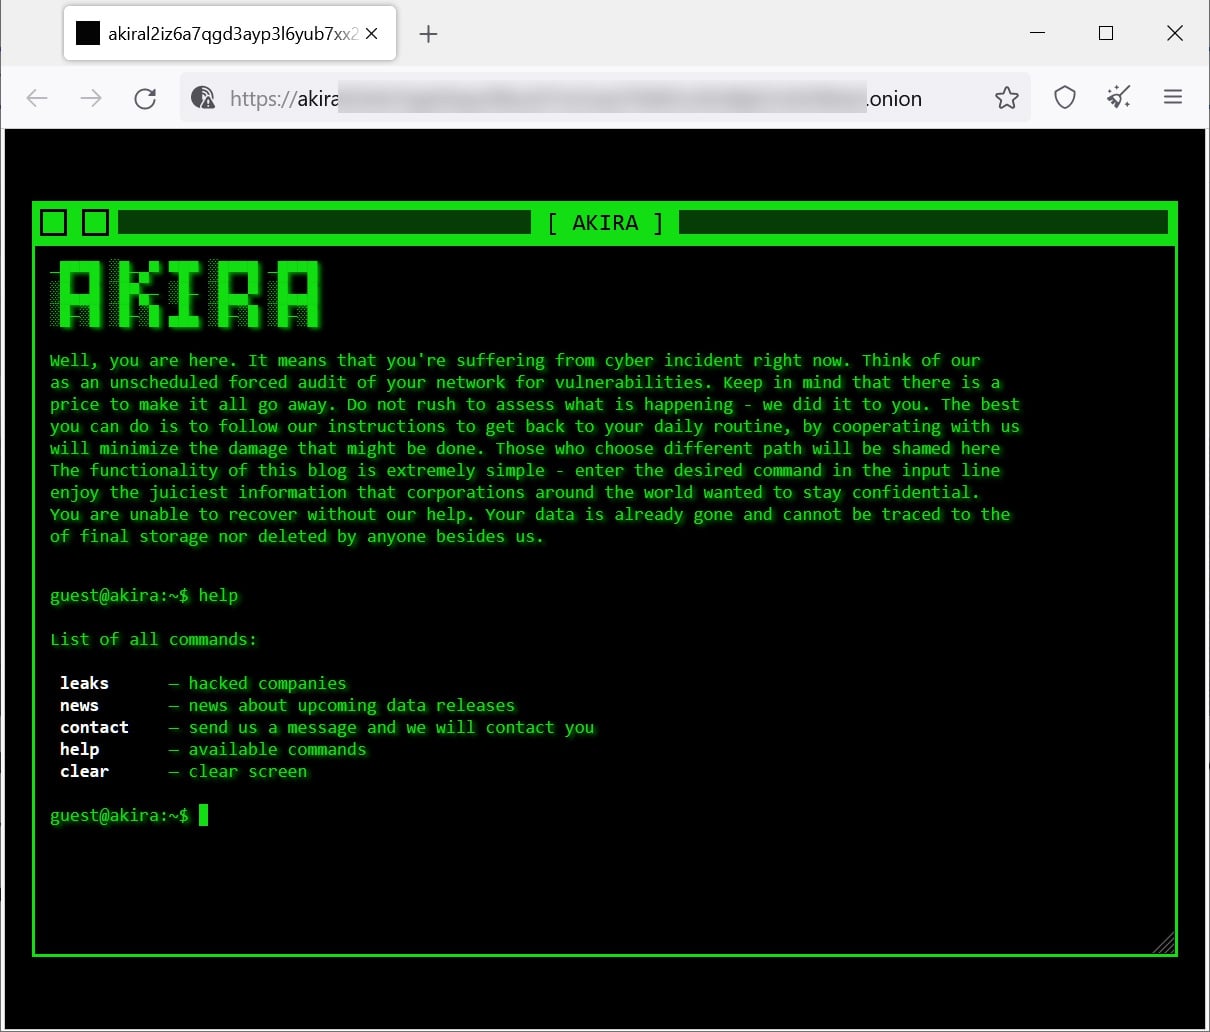 akiral2iz6a7qgd3ayp3l6yub7xx2
https://akira .onion
[ AKIRA ]
AKIRA
Well, you are here. It means that you're suffering from cyber incident right now. Think of our
as an unscheduled forced audit of your network for vulnerabilities. Keep in mind that there is a
price to make it all go away. Do not rush to assess what is happening - we did it to you. The best
you can do is to follow our instructions to get back to your daily routine, by cooperating with us
will minimize the damage that might be done. Those who choose different path will be shamed here
The functionality of this blog is extremely simple - enter the desired command in the input line
enjoy the juiciest information that corporations around the world wanted to stay confidential.
You are unable to recover without our help. Your data is already gone and cannot be traced to the
of final storage nor deleted by anyone besides us.
guest@akira:~$ help
List of all commands:
leaks — hacked companies
news — news about upcoming data releases
contact — send us a message and we will contact you
help — available commands
clear — clear screen
guest@akira:~$